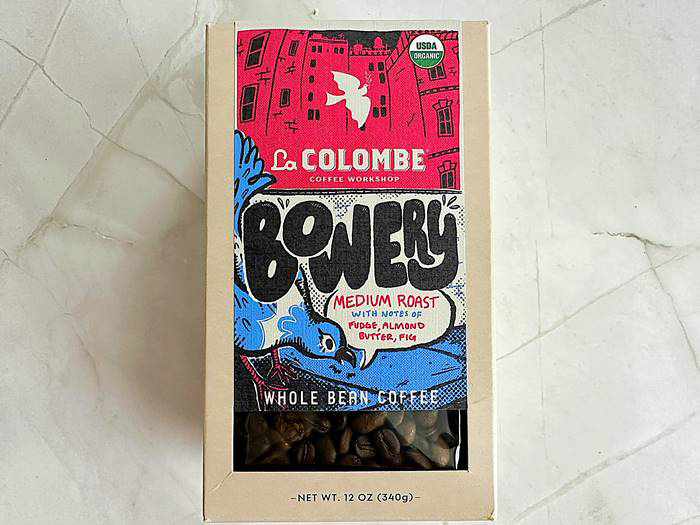 USDA
ORGANIC
La COLOMBE
COFFEE WORKSHOP
BOWERY
MEDIUM ROAST
WITH NOTES OF
FUDGE, ALMOND
BUTTER, FIG
WHOLE BEAN COFFEE
–NET WT. 12 OZ (340g)–